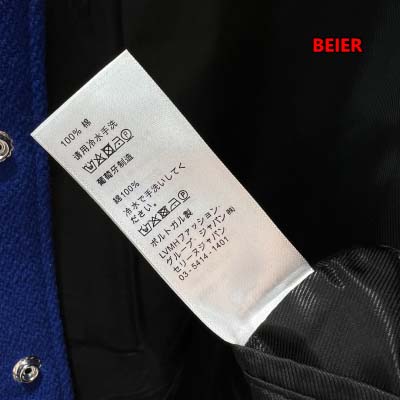 BEIER
100% 棉
请用冷水手洗
葡萄牙制造
綿100%
冷水で手洗いしてく
ださい。
ポルトガル製
LVMHファッション・
グループ・ジャパン㈱
セリーヌジャパン
03-5414-1401